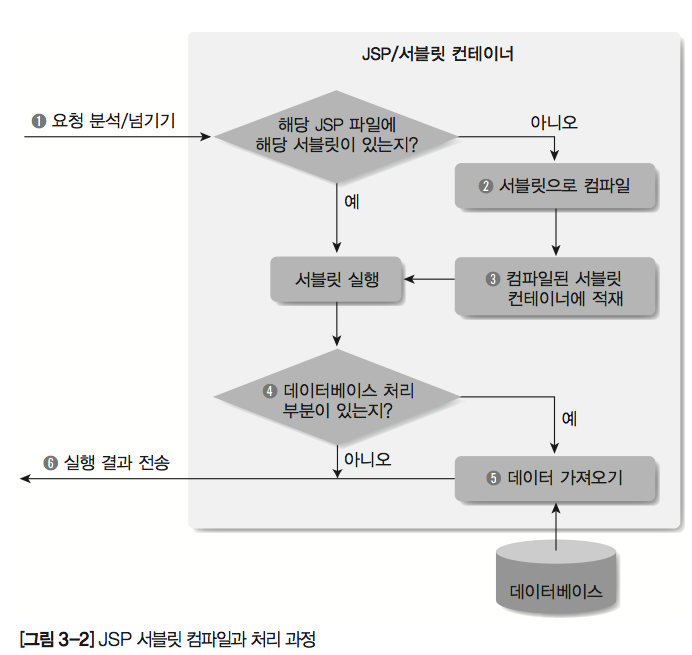 JSP/서블릿 컨테이너
❶ 요청 분석/넘기기
해당 JSP 파일에
해당 서블릿이 있는지?
아니오
❷ 서블릿으로 컴파일
예
서블릿 실행
❸ 컴파일된 서블릿
컨테이너에 적재
❹ 데이터베이스 처리
부분이 있는지?
예
❻ 실행 결과 전송
아니오
❺ 데이터 가져오기
데이터베이스
[그림 3-2] JSP 서블릿 컴파일과 처리 과정